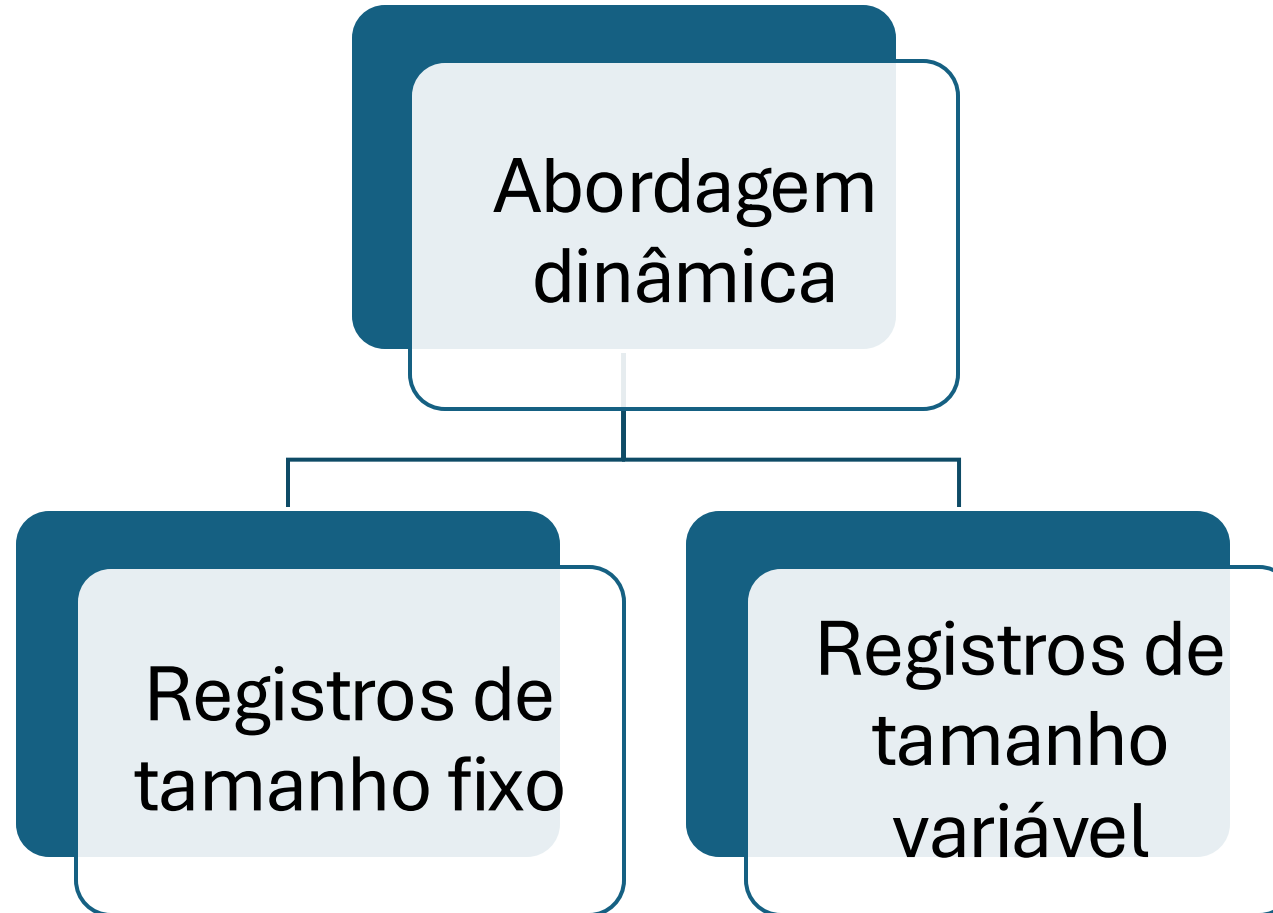 Abordagem
dinâmica
Registros de
tamanho fixo
Registros de
tamanho
variável